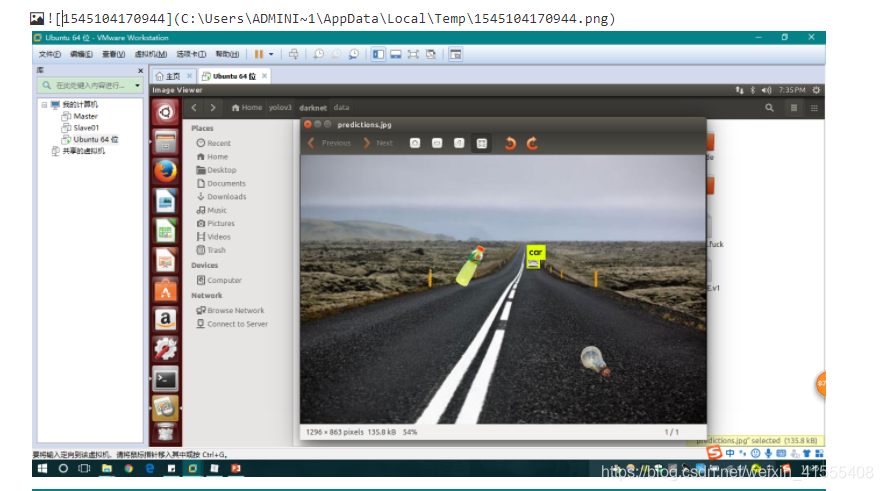 ![1545104170944](C:\Users\ADMINI~1\AppData\Local\Temp\1545104170944.png)
Ubuntu 64 位 - VMware Workstation
文件(F) 编辑(E) 查看(V) 虚拟机(M) 选项卡(T) 帮助(H)
库
在此处键入内容进行...
我的计算机
Master
Slave01
Ubuntu 64 位
共享的虚拟机
主页
Ubuntu 64 位
Image Viewer
7:35 PM
Home yolov3 darknet data
Places
Recent
Home
Desktop
Documents
Downloads
Music
Pictures
Videos
Trash
Devices
Computer
Network
Browse Network
Connect to Server
predictions.jpg
Previous Next
car
1296 × 863 pixels 135.8 kB 54%
1 / 1
.fuck
E.v1
predictions.jpg" selected (135.8 kB)
要将输入定向到该虚拟机，请将鼠标指针移入其中或按 Ctrl+G。
中
67
https://blog.csdn.net/weixin_41555408